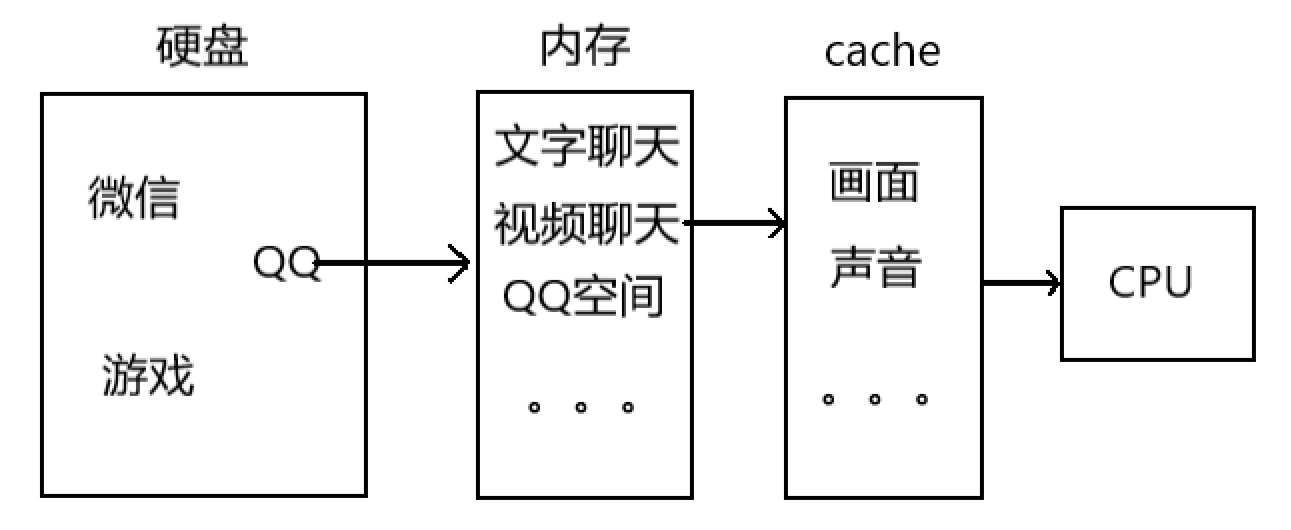 硬盘
微信
QQ
游戏
内存
文字聊天
视频聊天
QQ空间
。。。
cache
画面
声音
。。。
CPU